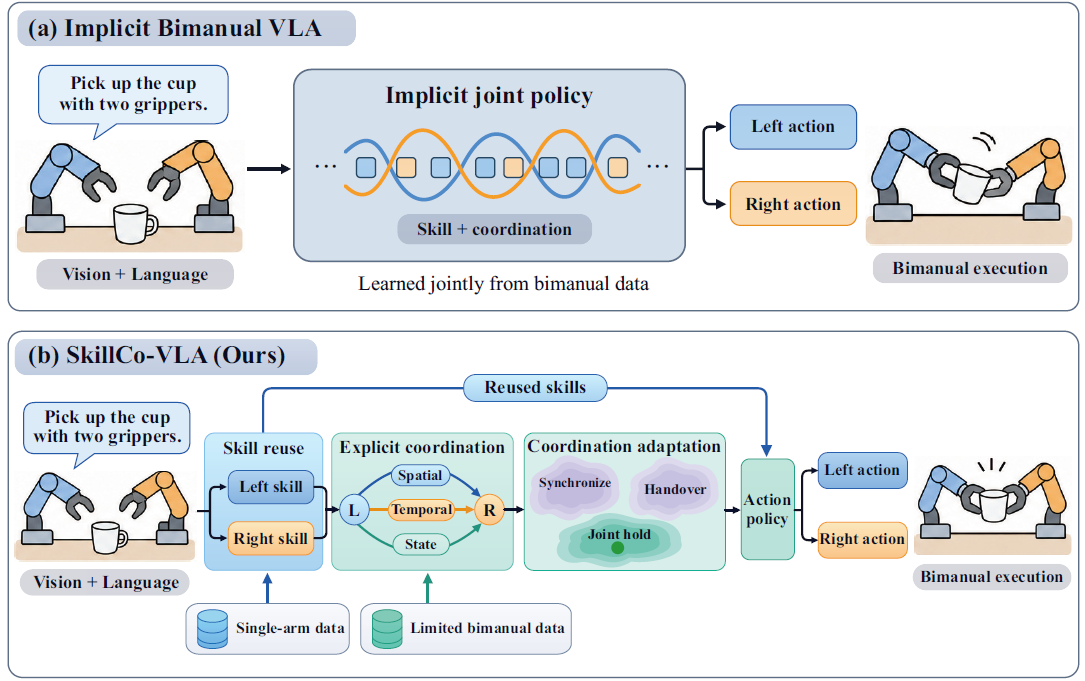 (a) Implicit Bimanual VLA
Pick up the cup
with two grippers.
Vision + Language
Implicit joint policy
...
...
Skill + coordination
Learned jointly from bimanual data
Left action
Right action
Bimanual execution
(b) SkillCo-VLA (Ours)
Pick up the cup
with two grippers.
Vision + Language
Reused skills
Skill reuse
Left skill
Right skill
Explicit coordination
L
Spatial
Temporal
State
R
Coordination adaptation
Synchronize
Handover
Joint hold
Action
policy
Left action
Right action
Bimanual execution
Single-arm data
Limited bimanual data